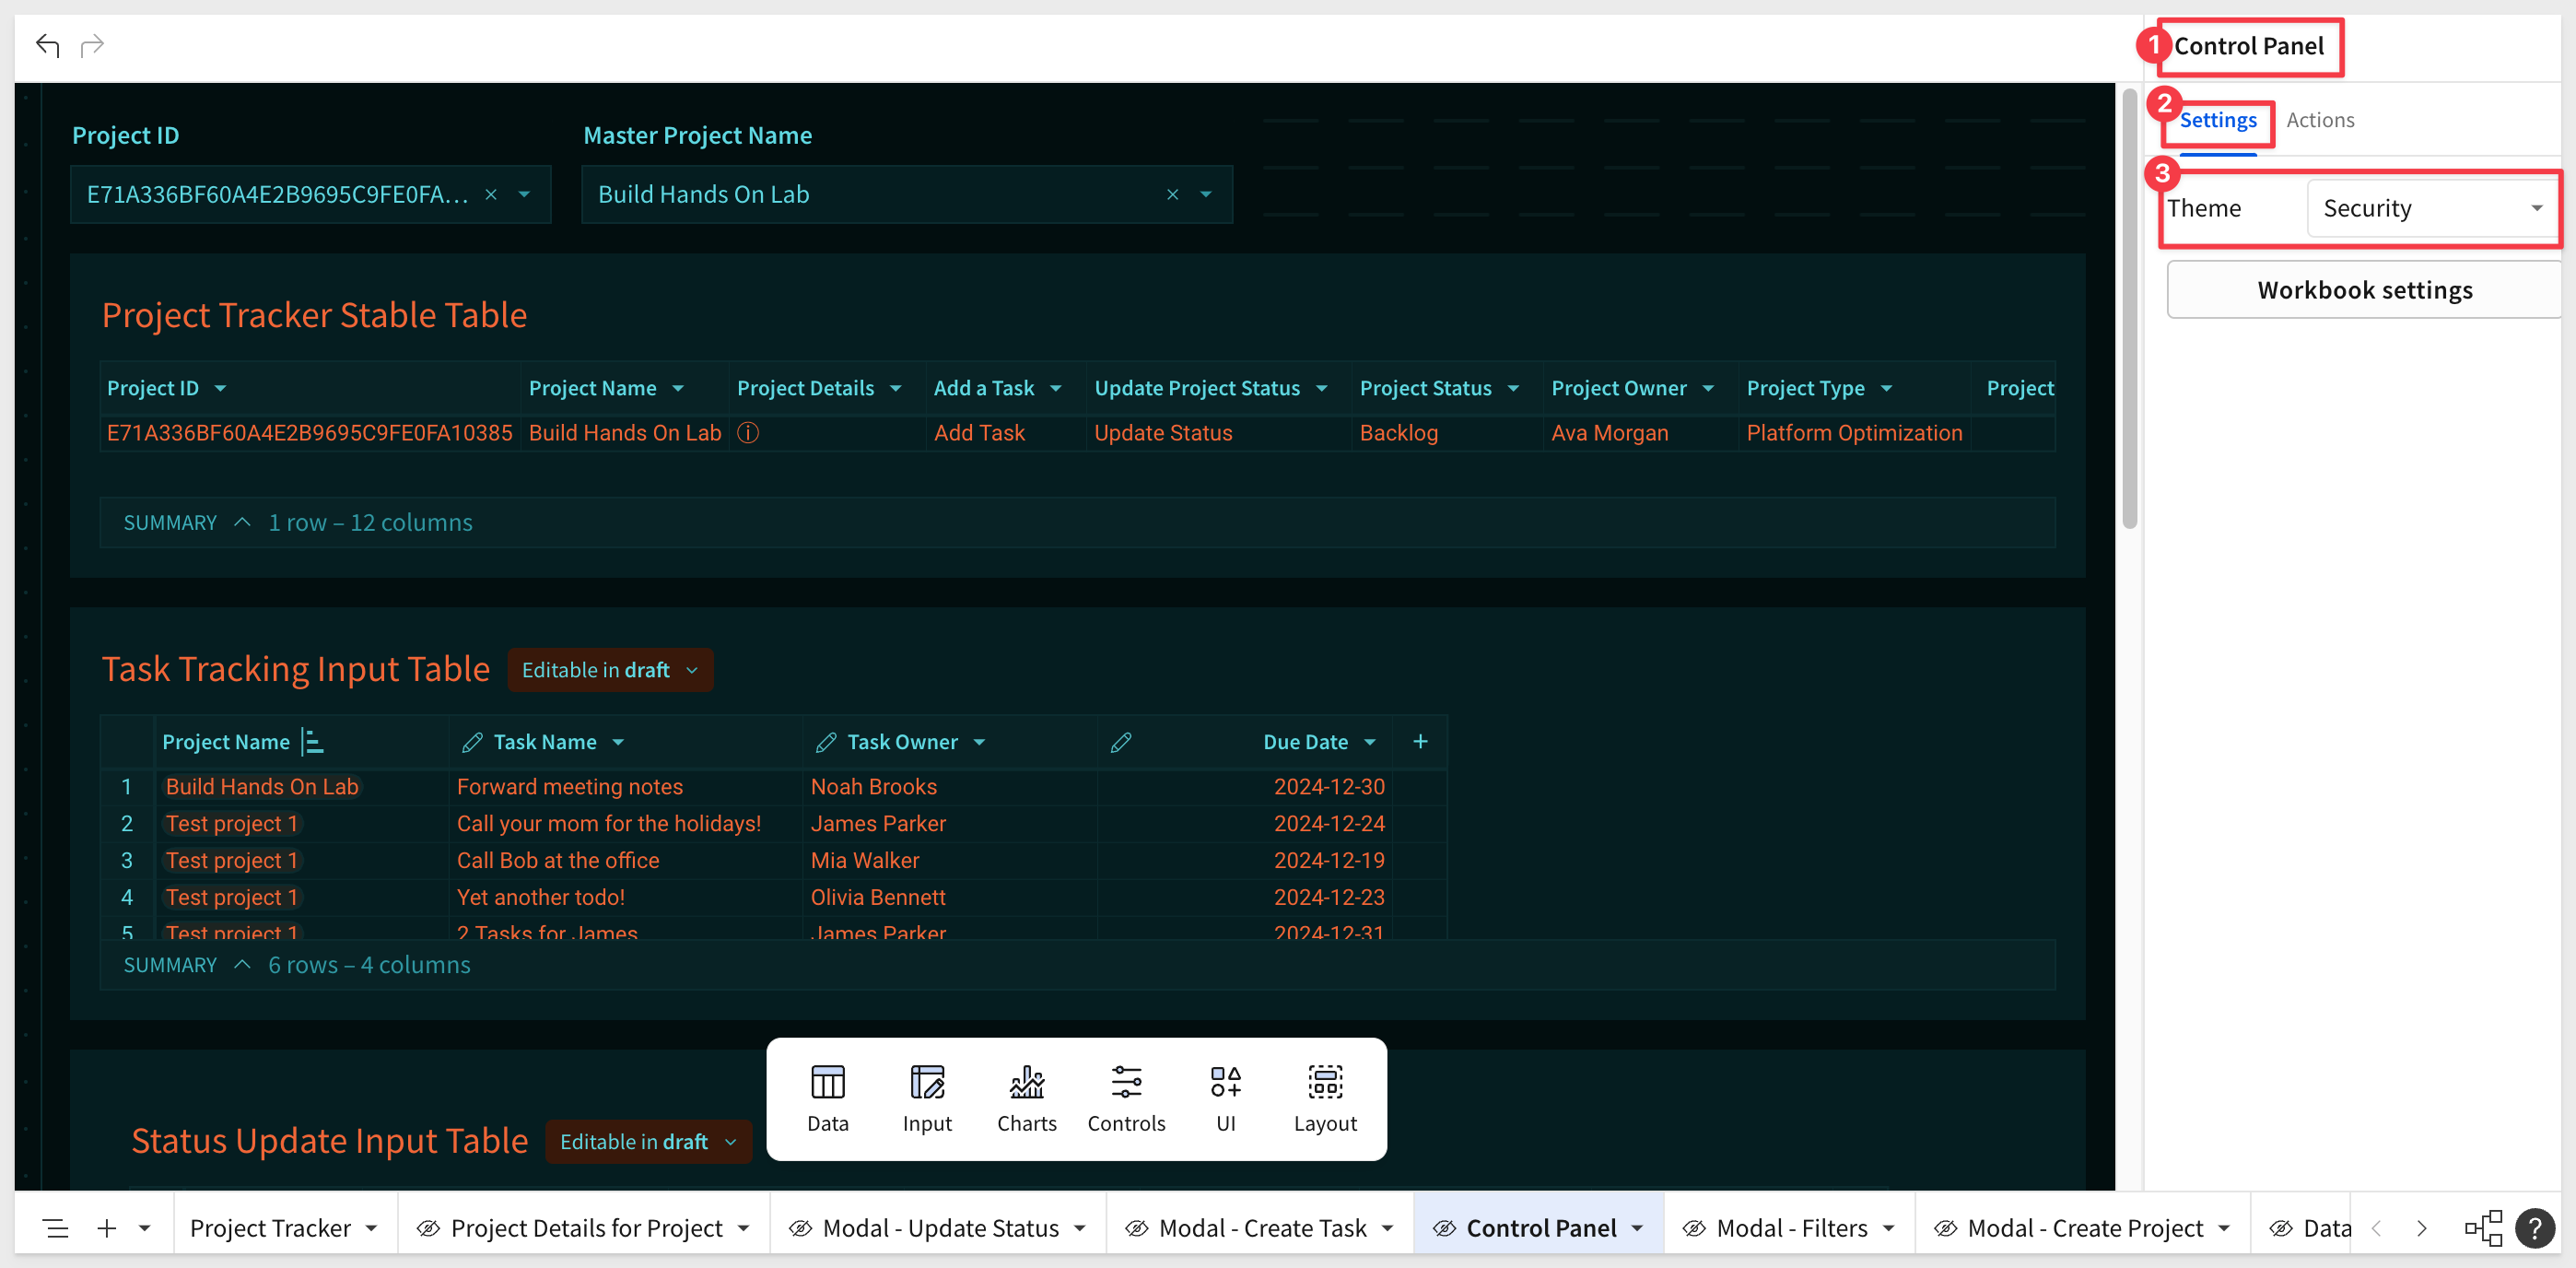 1 Control Panel
2 Settings Actions
3
Theme Security
Workbook settings
Project ID Master Project Name
E71A336BF60A4E2B9695C9FE0FA... Build Hands On Lab
Project Tracker Stable Table
Project ID Project Name Project Details Add a Task Update Project Status Project Status Project Owner Project Type Project
E71A336BF60A4E2B9695C9FE0FA10385 Build Hands On Lab Add Task Update Status Backlog Ava Morgan Platform Optimization
SUMMARY 1 row – 12 columns
Task Tracking Input Table Editable in draft
Project Name Task Name Task Owner Due Date
1 Build Hands On Lab Forward meeting notes Noah Brooks 2024-12-30
2 Test project 1 Call your mom for the holidays! James Parker 2024-12-24
3 Test project 1 Call Bob at the office Mia Walker 2024-12-19
4 Test project 1 Yet another todo! Olivia Bennett 2024-12-23
5 Test project 1 2 Tasks for James James Parker 2024-12-31
SUMMARY 6 rows – 4 columns
Status Update Input Table Editable in draft
Data Input Charts Controls UI Layout
Project Tracker Project Details for Project Modal - Update Status Modal - Create Task Control Panel Modal - Filters Modal - Create Project Data ?